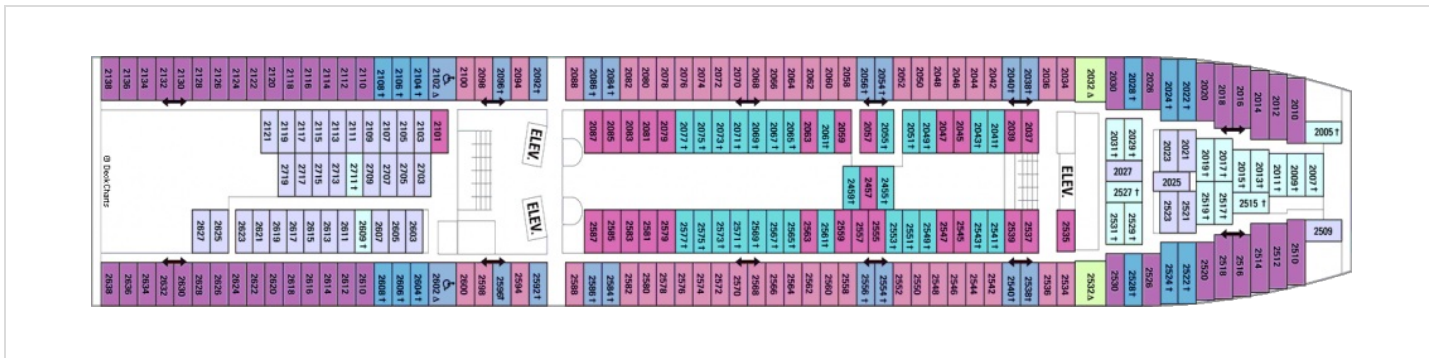 2138 2136 2134 2132 2130 2128 2126 2124 2122 2120 2118 2116 2114 2112 2110 2108† 2106† 2104† 2102 Δ 2100 2098 2096† 2094 2092† 2088 2086† 2084† 2082 2080 2078 2076 2074 2072 2070 2068 2066 2064 2062 2060 2058 2056† 2054† 2052 2050 2048 2046 2044 2042 2040† 2038† 2036 2034 2032 Δ 2030 2028† 2026 2024† 2022† 2020 2018 2016 2014 2012 2010 2005†
2121 2119 2117 2115 2113 2111 2109 2107 2105 2103 2101 ELEV. 2087 2085 2083 2081 2079 2077† 2075† 2073† 2071† 2069† 2067† 2065† 2063 2061† 2059 2057 2055† 2051† 2049† 2047 2045 2043† 2041† 2039 2037 2031† 2029† 2023 2021 2019† 2017† 2015† 2013† 2011† 2009† 2007†
2719 2717 2715 2713 2711† 2709 2707 2705 2703 2459† 2457 2455† ELEV. 2027 2527† 2025 2523 2521 2519† 2517† 2515†
2627 2625 2623 2621 2619 2617 2615 2613 2611 2609† 2607 2605 2603 ELEV. 2587 2585 2583 2581 2579 2577† 2575† 2573† 2571† 2569† 2567† 2565† 2563 2561† 2559 2557 2555 2553† 2551† 2549† 2547 2545 2543† 2541† 2539 2537 2535 2531† 2529† 2509
2638 2636 2634 2632 2630 2628 2626 2624 2622 2620 2618 2616 2614 2612 2610 2608† 2606† 2604† 2602 Δ 2600 2598 2596† 2594 2592† 2588 2586† 2584† 2582 2580 2578 2576 2574 2572 2570 2568 2566 2564 2562 2560 2558 2556† 2554† 2552 2550 2548 2546 2544 2542 2540† 2538† 2536 2534 2532 Δ 2530 2528† 2526 2524† 2522† 2520 2518 2516 2514 2512 2510
@ DeckCharts